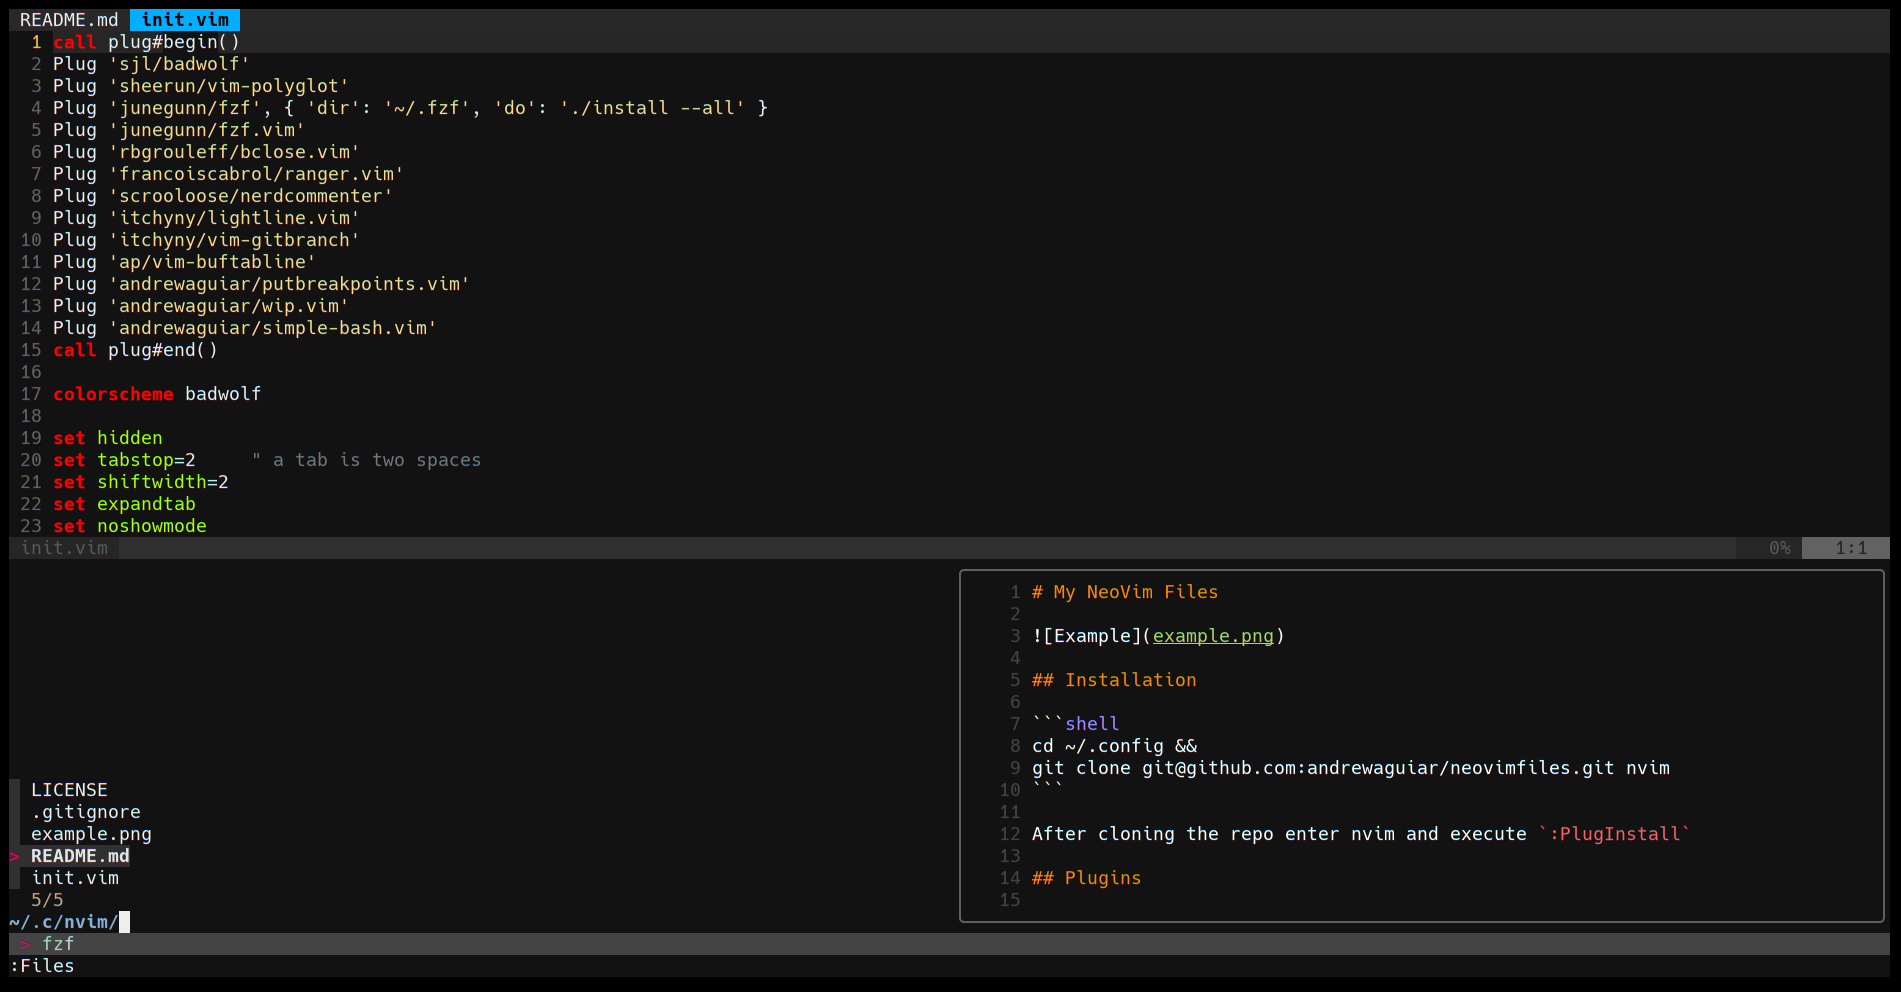 README.md init.vim
1 call plug#begin()
2 Plug 'sjl/badwolf'
3 Plug 'sheerun/vim-polyglot'
4 Plug 'junegunn/fzf', { 'dir': '~/.fzf', 'do': './install --all' }
5 Plug 'junegunn/fzf.vim'
6 Plug 'rbgrouleff/bclose.vim'
7 Plug 'francoiscabrol/ranger.vim'
8 Plug 'scrooloose/nerdcommenter'
9 Plug 'itchyny/lightline.vim'
10 Plug 'itchyny/vim-gitbranch'
11 Plug 'ap/vim-buftabline'
12 Plug 'andrewaguiar/putbreakpoints.vim'
13 Plug 'andrewaguiar/wip.vim'
14 Plug 'andrewaguiar/simple-bash.vim'
15 call plug#end()
16
17 colorscheme badwolf
18
19 set hidden
20 set tabstop=2     " a tab is two spaces
21 set shiftwidth=2
22 set expandtab
23 set noshowmode
init.vim 0% 1:1
LICENSE
.gitignore
example.png
> README.md
init.vim
5/5
~/.c/nvim/
1 # My NeoVim Files
2
3 ![Example](example.png)
4
5 ## Installation
6
7 ```shell
8 cd ~/.config &&
9 git clone git@github.com:andrewaguiar/neovimfiles.git nvim
10 ```
11
12 After cloning the repo enter nvim and execute `:PlugInstall`
13
14 ## Plugins
15
> fzf
:Files